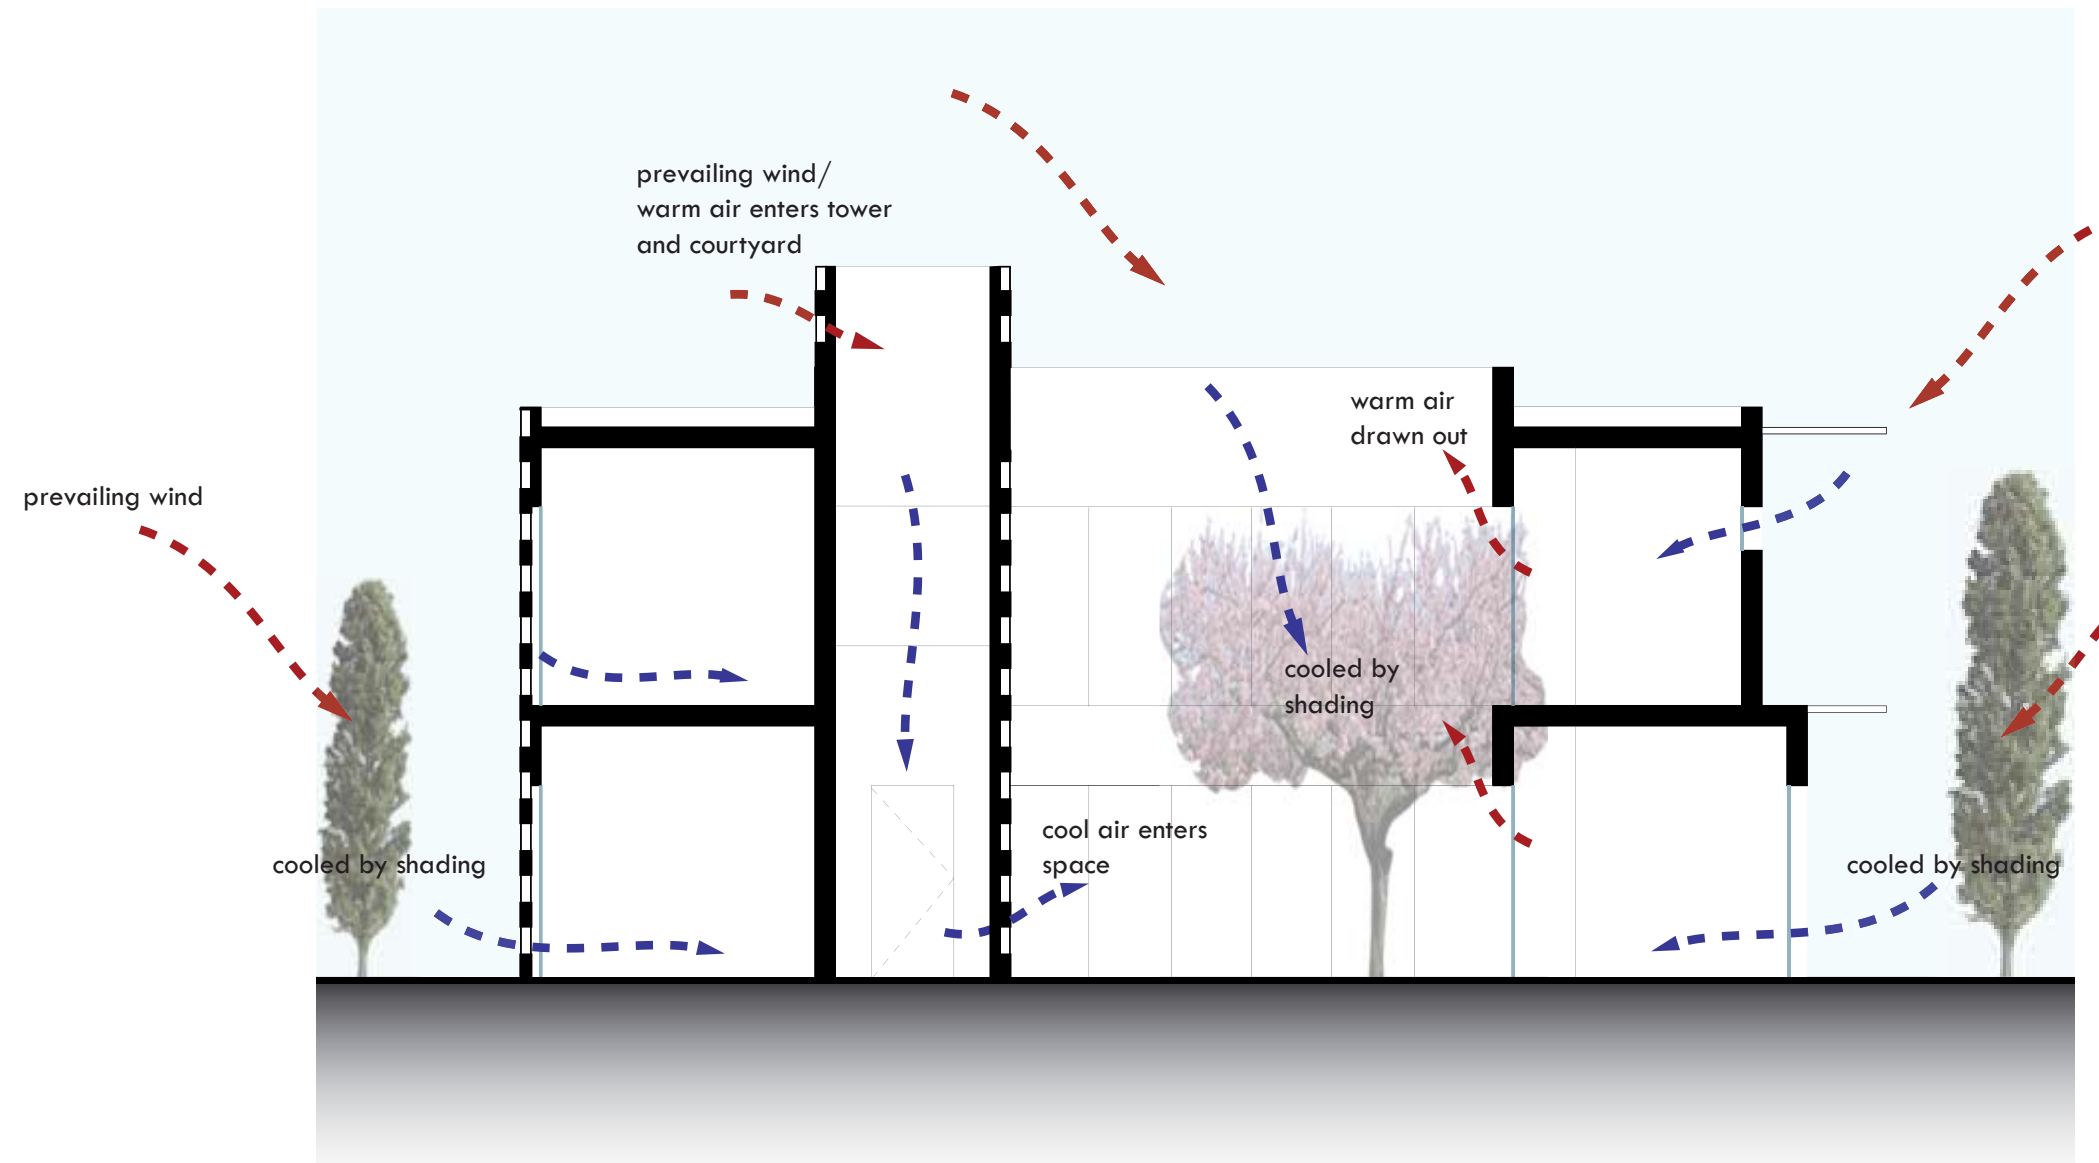 prevailing wind/
warm air enters tower
and courtyard
warm air
drawn out
prevailing wind
cooled by
shading
cool air enters
space
cooled by shading
cooled by shading